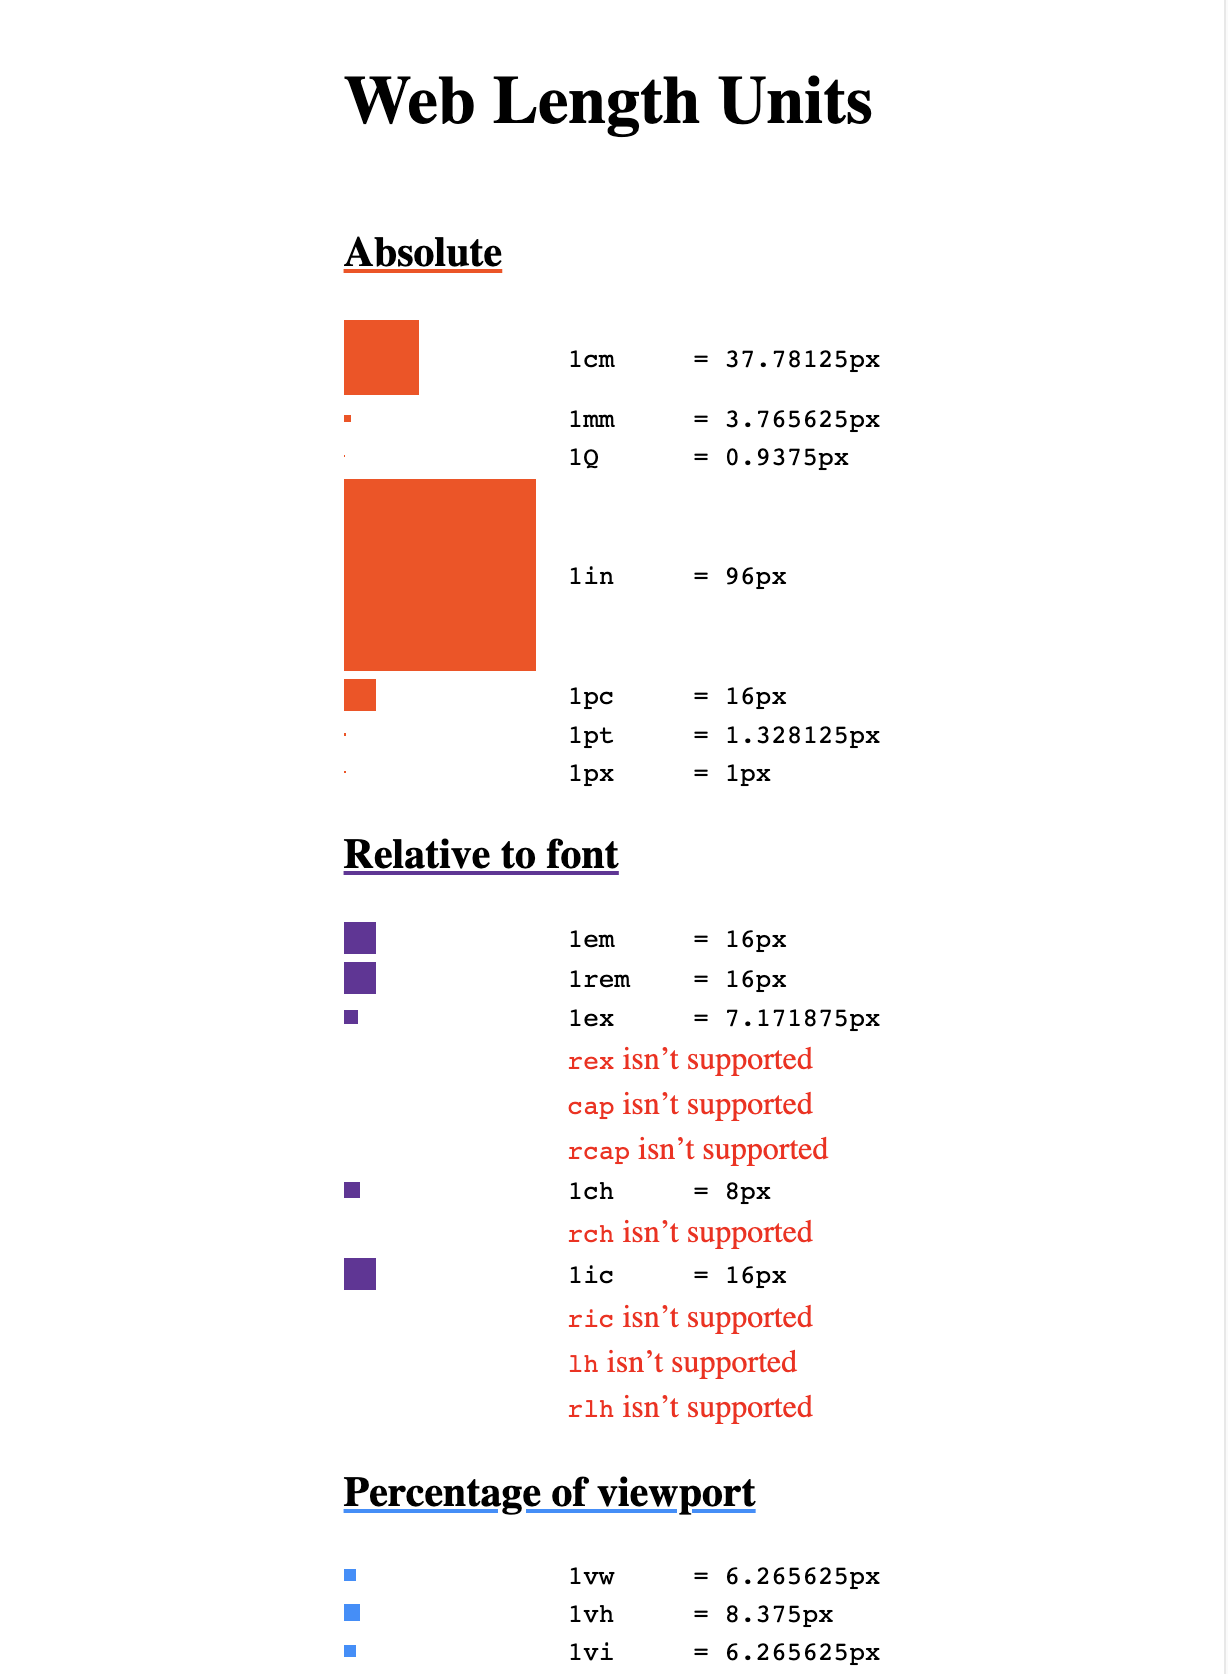 Web Length Units
Absolute
1cm = 37.78125px
1mm = 3.765625px
1Q = 0.9375px
1in = 96px
1pc = 16px
1pt = 1.328125px
1px = 1px
Relative to font
1em = 16px
1rem = 16px
1ex = 7.171875px
rex isn’t supported
cap isn’t supported
rcap isn’t supported
1ch = 8px
rch isn’t supported
1ic = 16px
ric isn’t supported
lh isn’t supported
rlh isn’t supported
Percentage of viewport
1vw = 6.265625px
1vh = 8.375px
1vi = 6.265625px